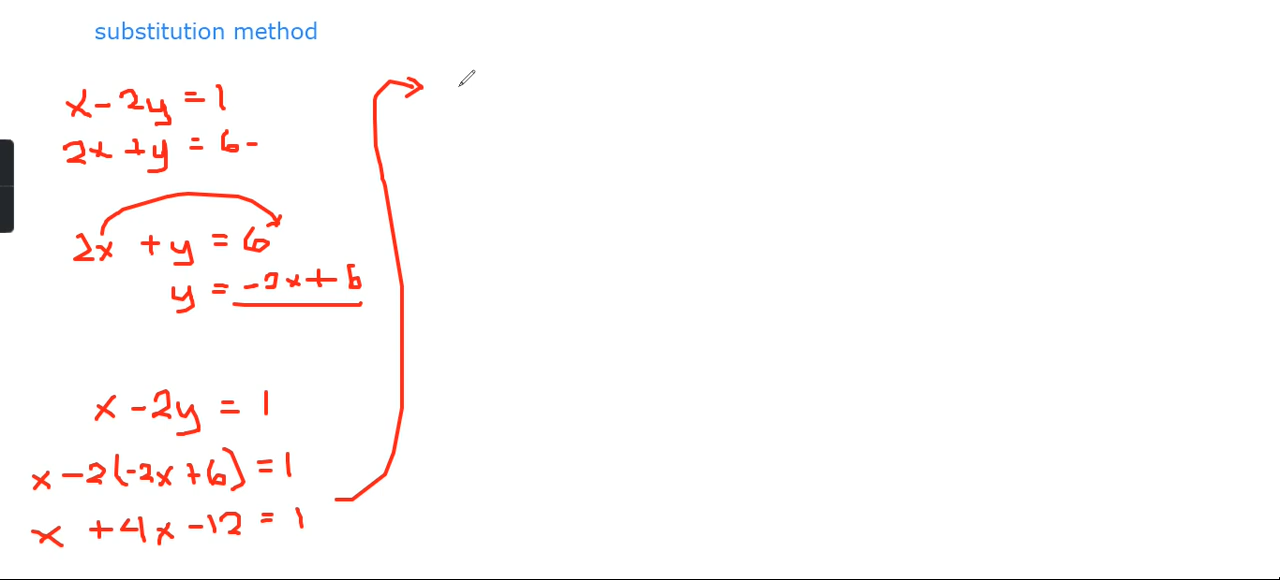 substitution method
x - 2y = 1
2x + y = 6 -
2x + y = 6
y = -2x + 6
x - 2y = 1
x - 2(-2x + 6) = 1
x + 4x - 12 = 1